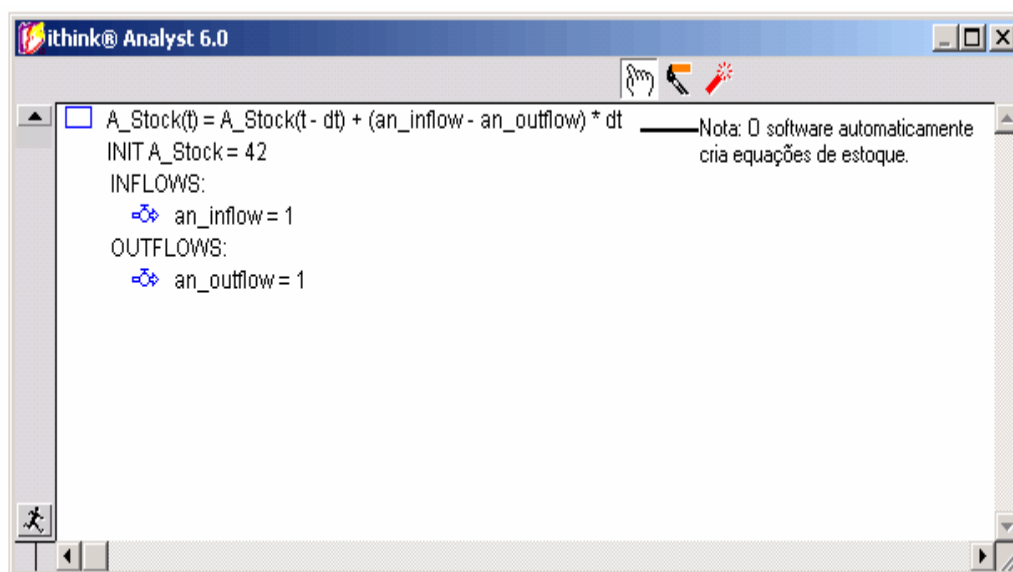 ithink® Analyst 6.0
A_Stock(t) = A_Stock(t - dt) + (an_inflow - an_outflow) * dt
Nota: O software automaticamente
cria equações de estoque.
INIT A_Stock = 42
INFLOWS:
an_inflow = 1
OUTFLOWS:
an_outflow = 1